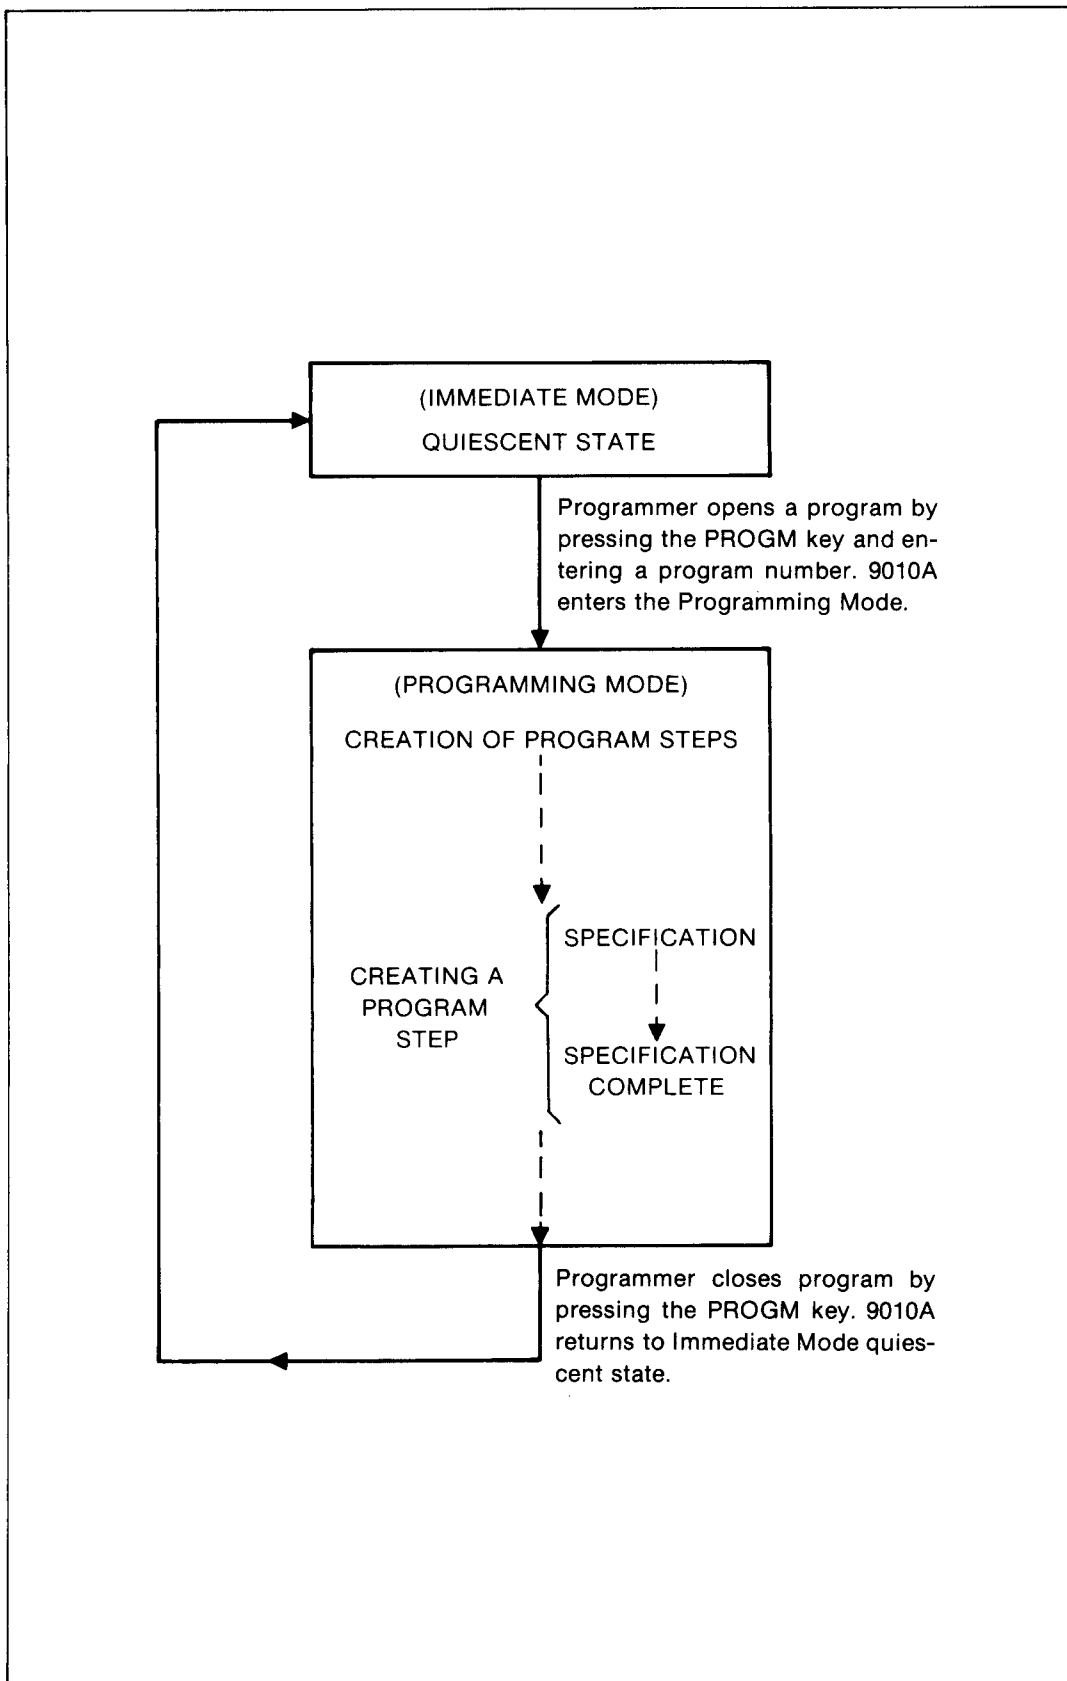 (IMMEDIATE MODE)
QUIESCENT STATE
Programmer opens a program by
pressing the PROGM key and en-
tering a program number. 9010A
enters the Programming Mode.
(PROGRAMMING MODE)
CREATION OF PROGRAM STEPS
SPECIFICATION
CREATING A
PROGRAM
STEP
SPECIFICATION
COMPLETE
Programmer closes program by
pressing the PROGM key. 9010A
returns to Immediate Mode quies-
cent state.